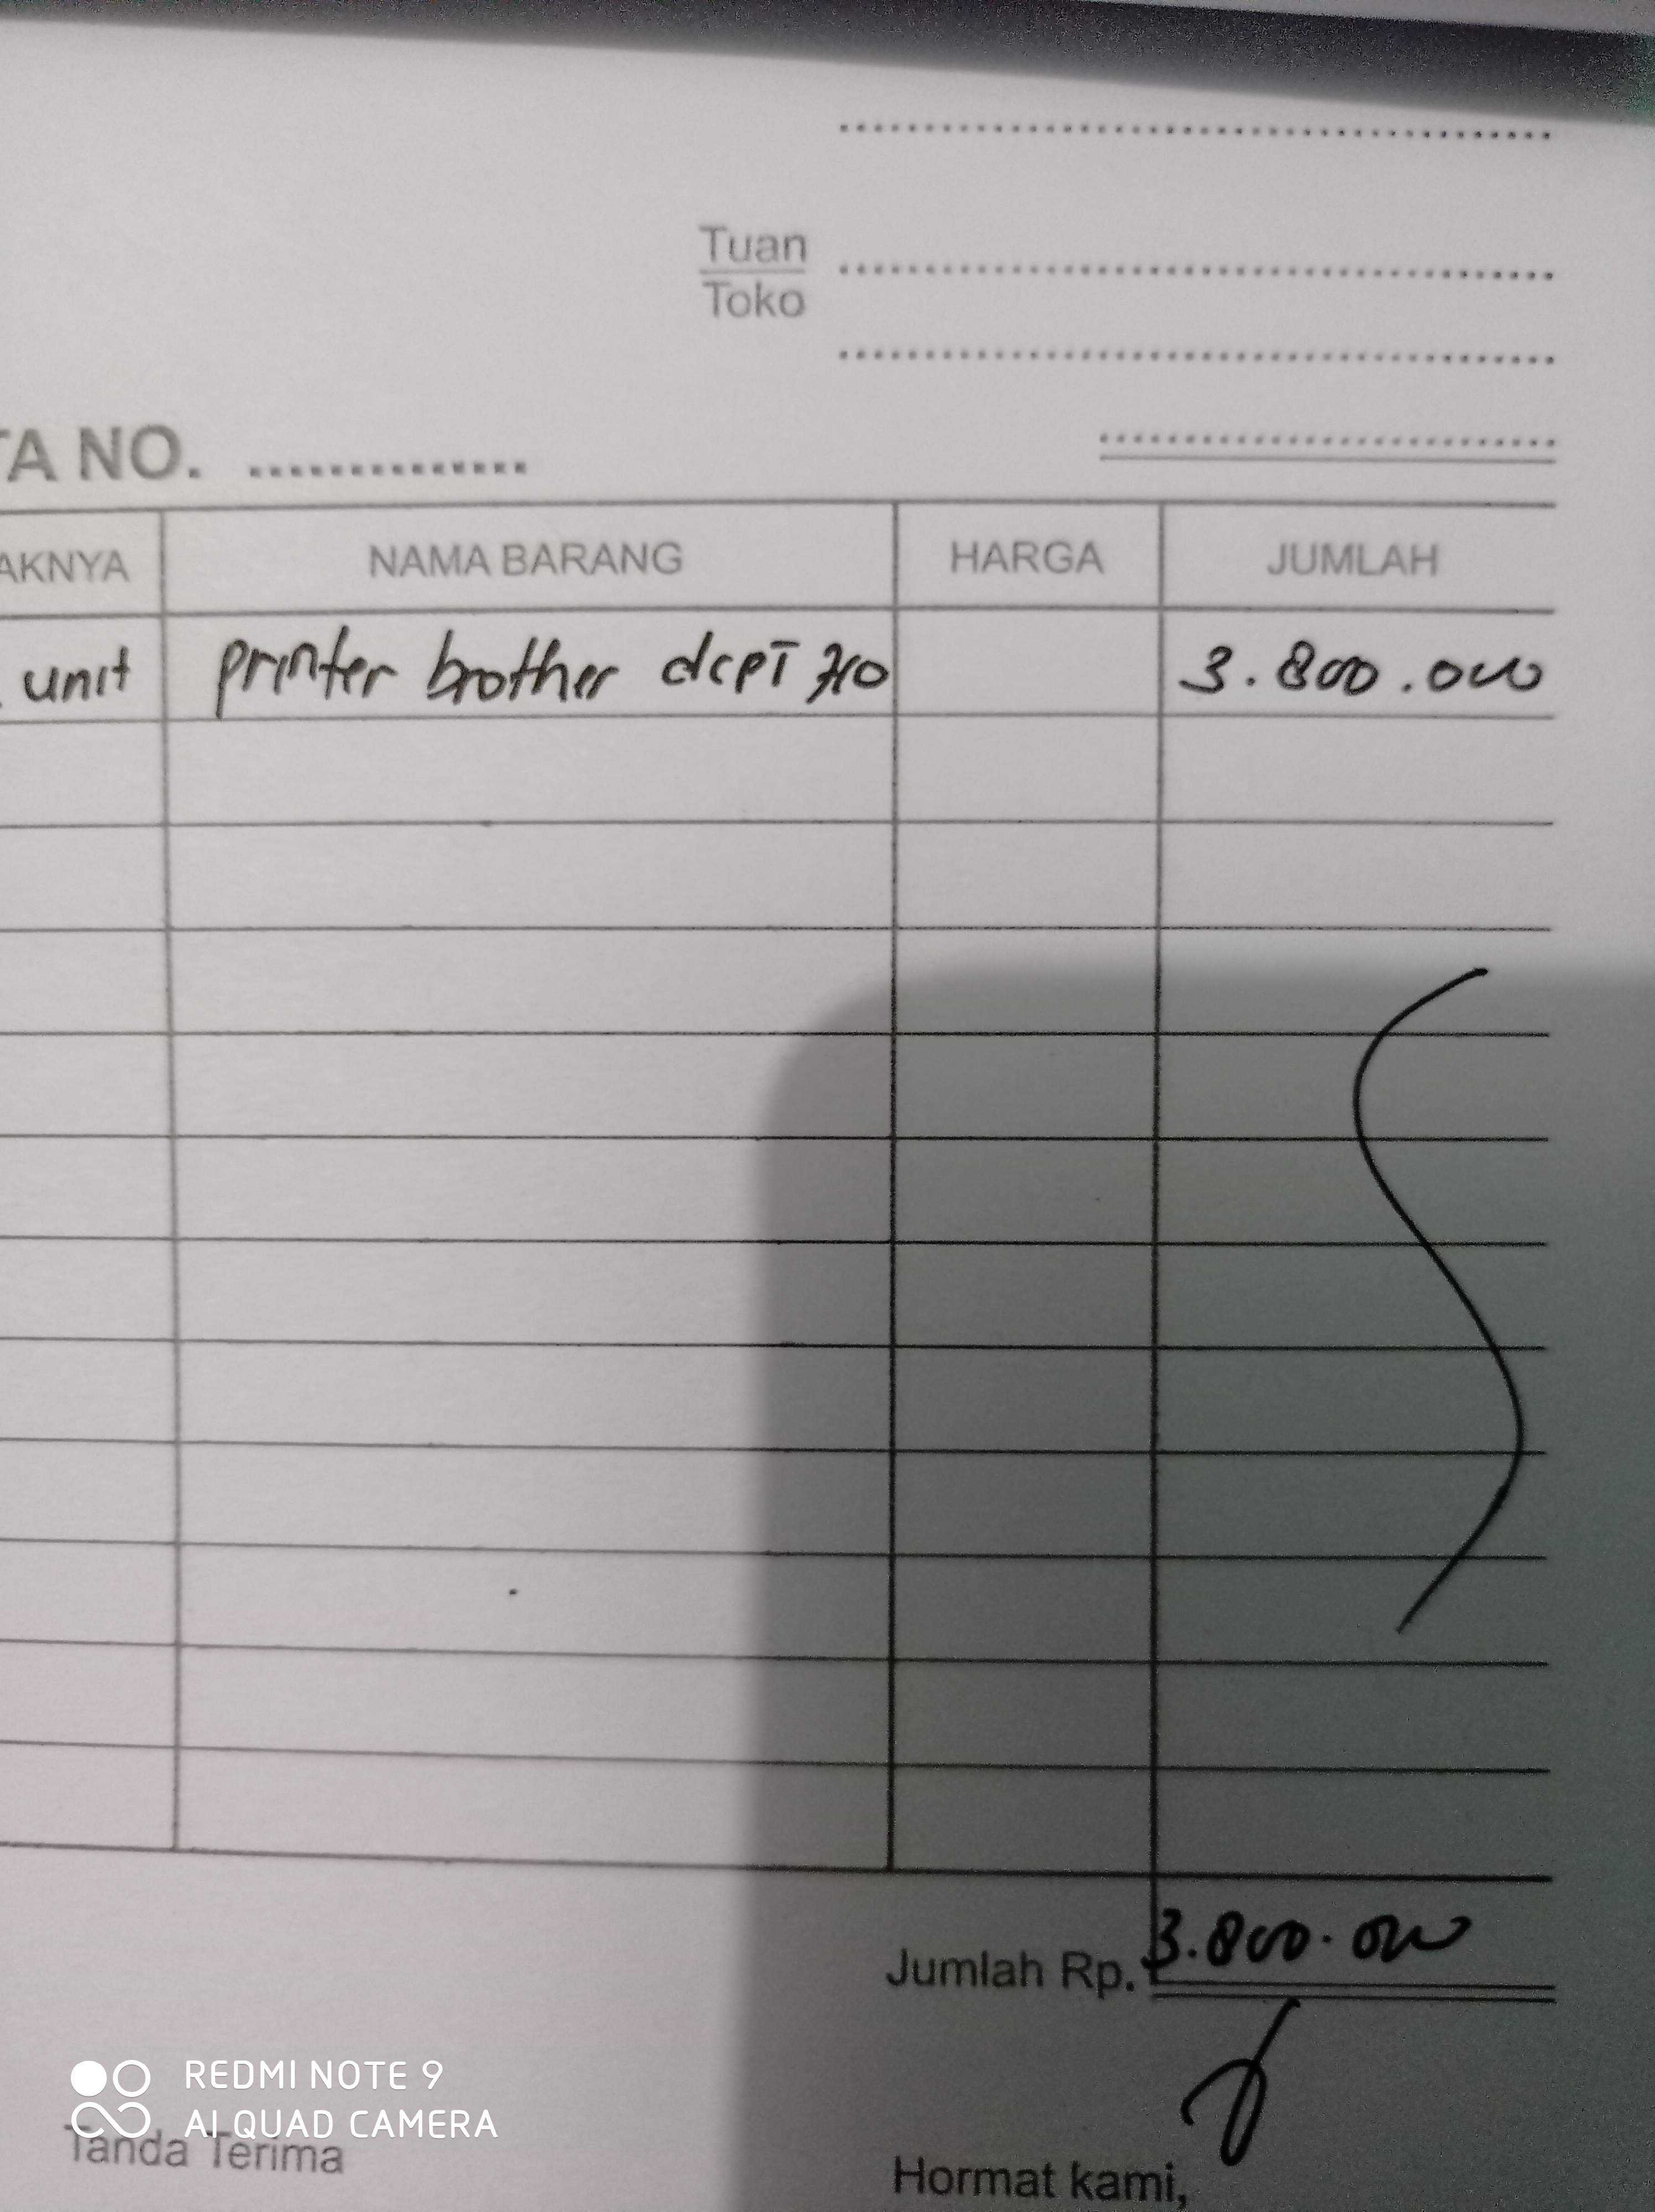 Tuan
Toko
TA NO. ..............
AKNYA NAMA BARANG HARGA JUMLAH
unit printer brother dcpT 710 3.800.000
Jumlah Rp. 3.800.000
REDMI NOTE 9
AI QUAD CAMERA
Tanda Terima
Hormat kami,